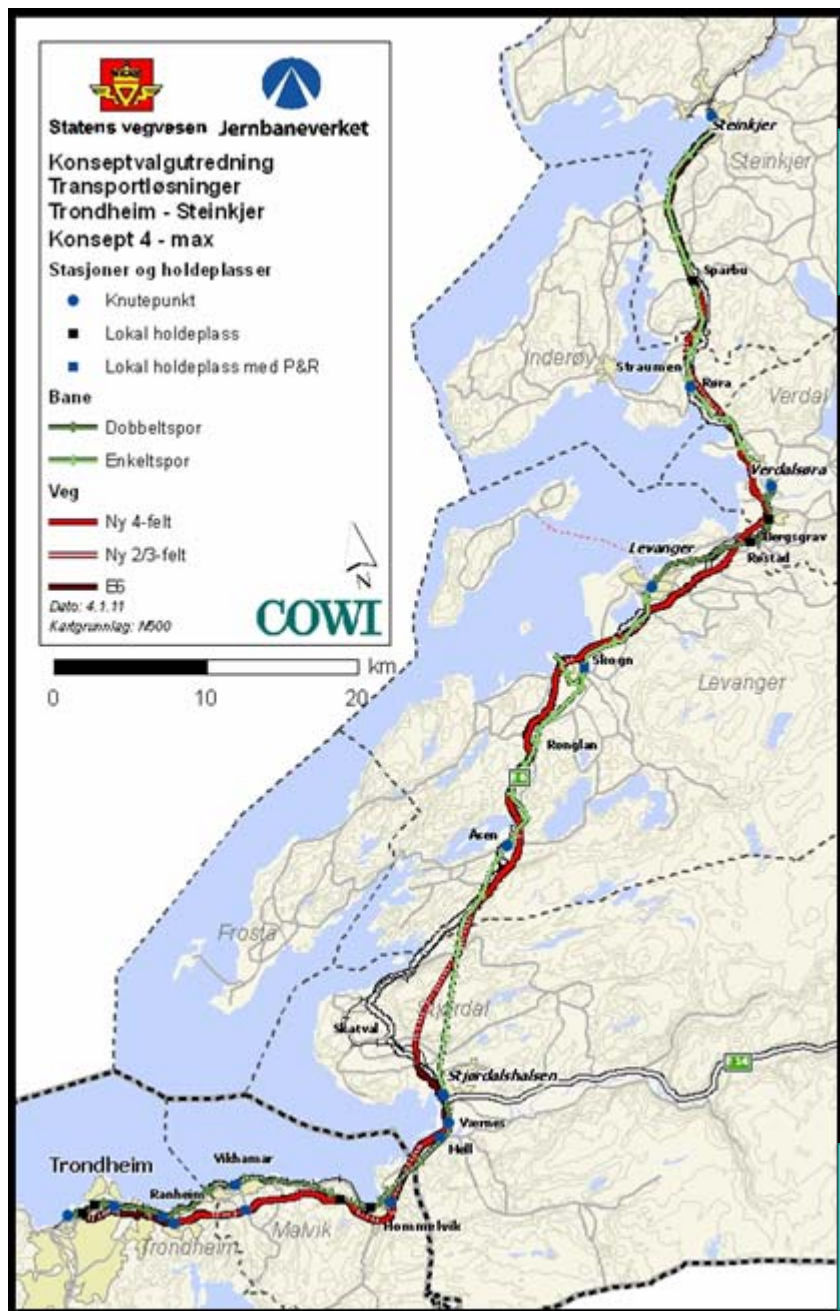 Statens vegvøsen Jernbaneverket
Konseptvalgutredning
Transportløsninger
Trondheim - Steinkjer
Konsept 4 - max
Stasjoner og holdeplasser
Knutepunkt
Lokal holdeplass
Lokal holdeplass med P&R
Bane
Dobbeltspor
Enkeltspor
Veg
Ny 4-felt
Ny 2/3-felt
E6
Dato: 4.1.11
Kartgrunnlag: N500
N
COWI
km
0 10 20
Steinkjer
Steinkjer
Sparbu
Inderøy
Straumen
Røra
Verdal
Verdalsøra
Bergsgrav
Levanger
Røstad
Skogn
Levanger
Ronglan
Åsen
Frosta
Stjørdal
Skatval
Stjørdalshalsen
E14
Værnes
Hell
Trondheim
Vikhamar
Ranheim
Hommelvik
Malvik
Trondheim